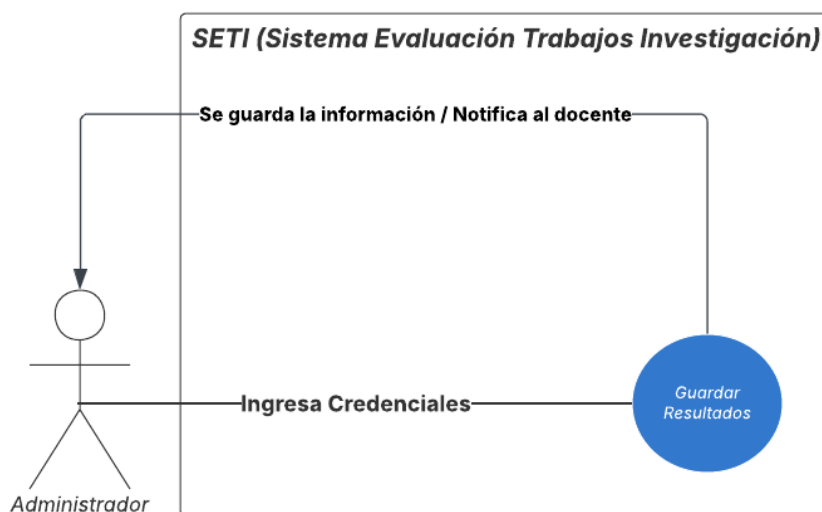 SETI (Sistema Evaluación Trabajos Investigación)
Se guarda la información / Notifica al docente
Ingresa Credenciales
Guardar
Resultados
Administrador